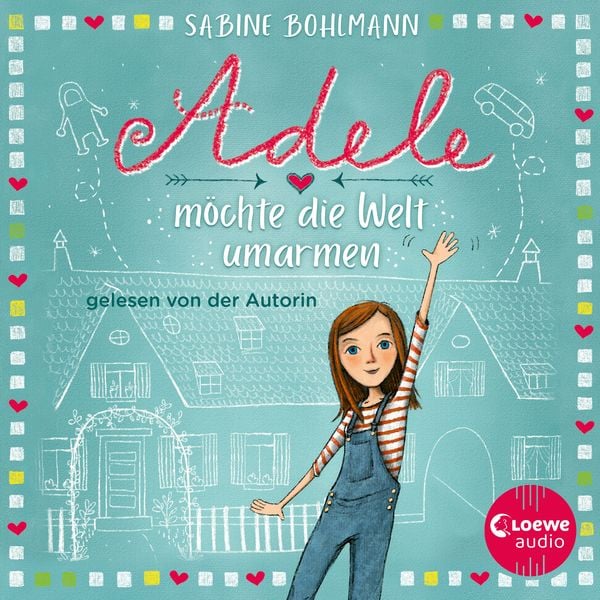 SABINE BOHLMANN
Adele
möchte die Welt
umarmen
gelesen von der Autorin
Loewe
audio